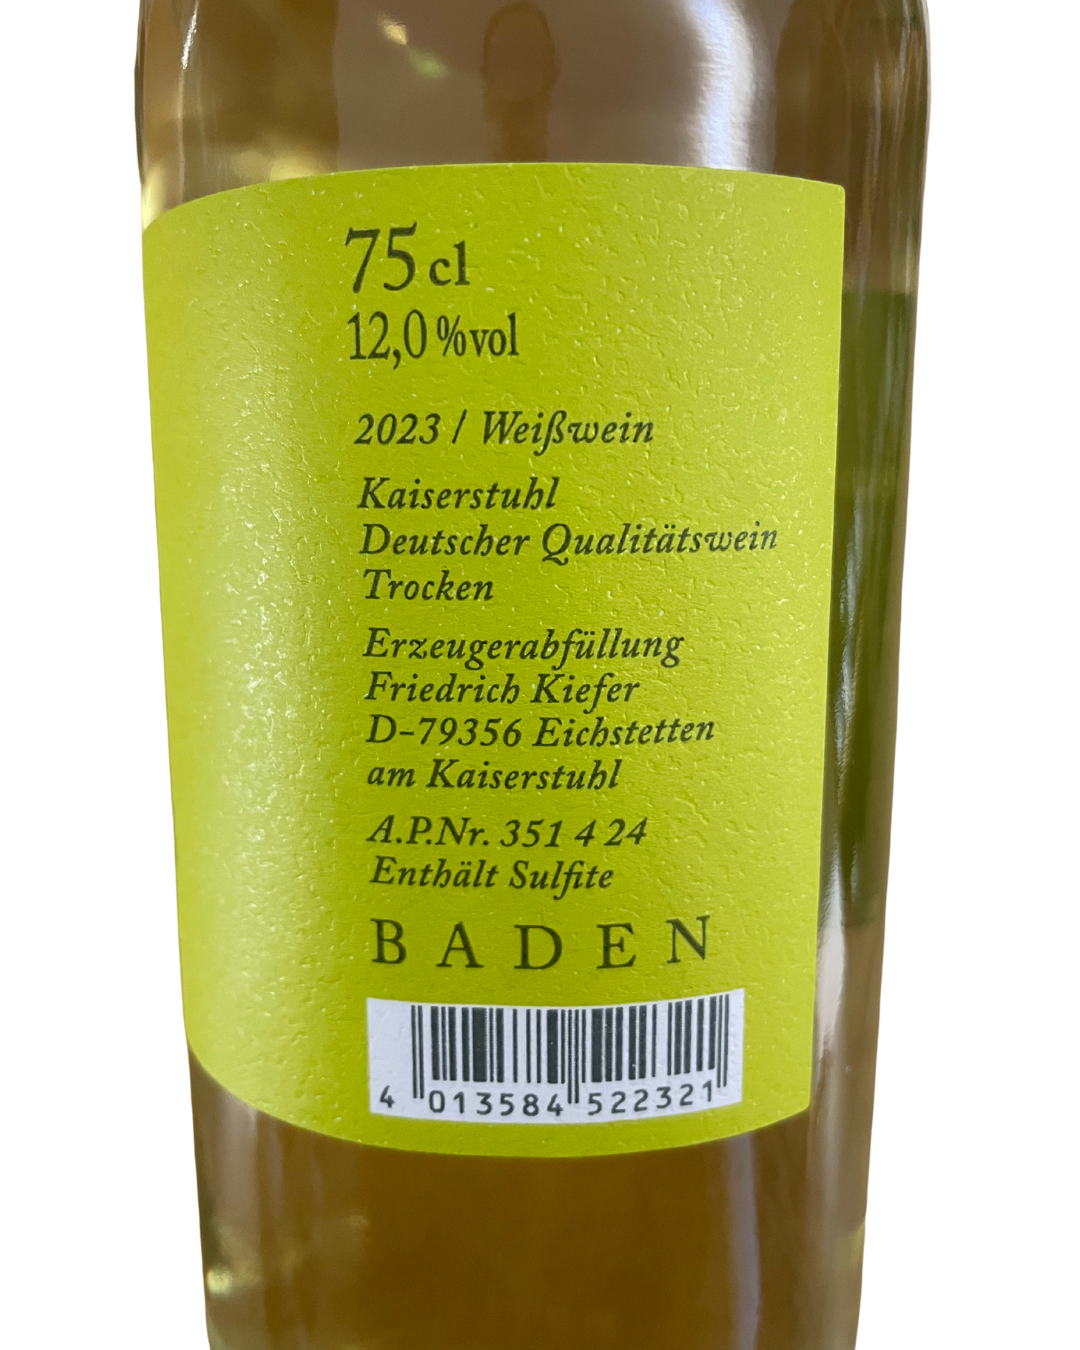 75 cl
12,0 %vol
2023 / Weißwein
Kaiserstuhl
Deutscher Qualitätswein
Trocken
Erzeugerabfüllung
Friedrich Kiefer
D-79356 Eichstetten
am Kaiserstuhl
A.P.Nr. 351 4 24
Enthält Sulfite
BADEN
4 013584 522321